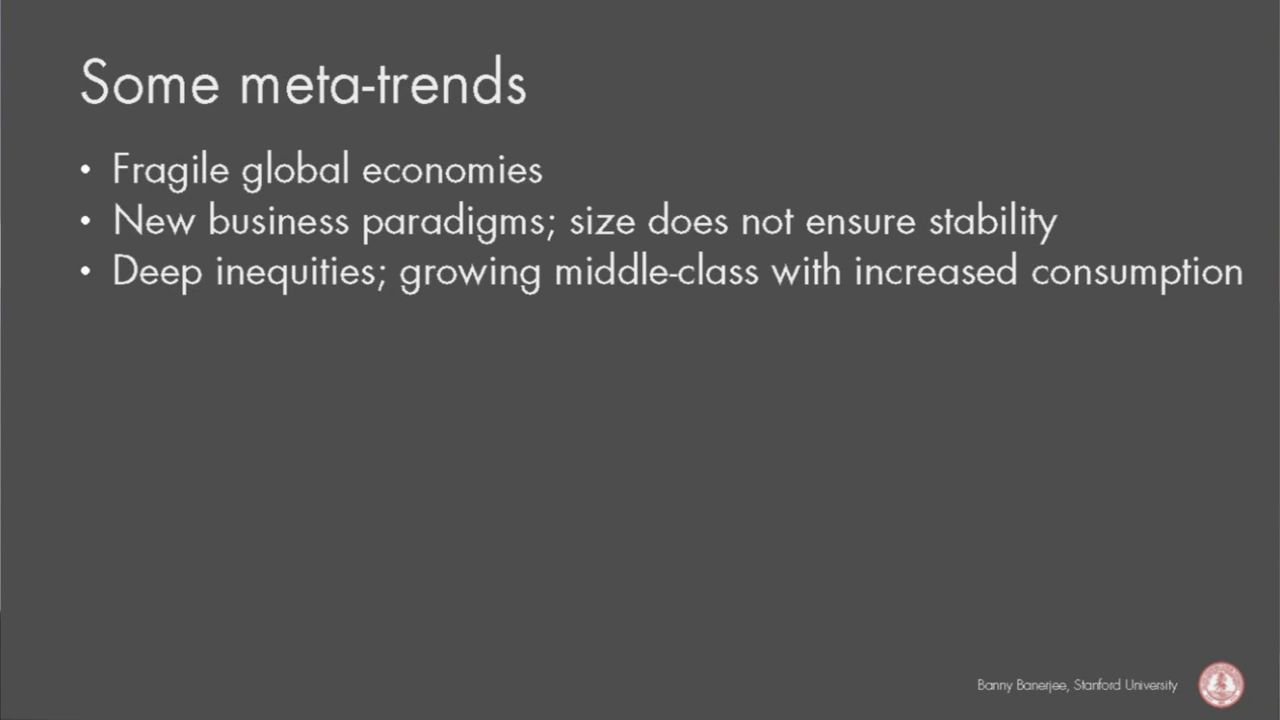 Some meta-trends
• Fragile global economies
• New business paradigms; size does not ensure stability
• Deep inequities; growing middle-class with increased consumption
Banny Banerjee, Stanford University